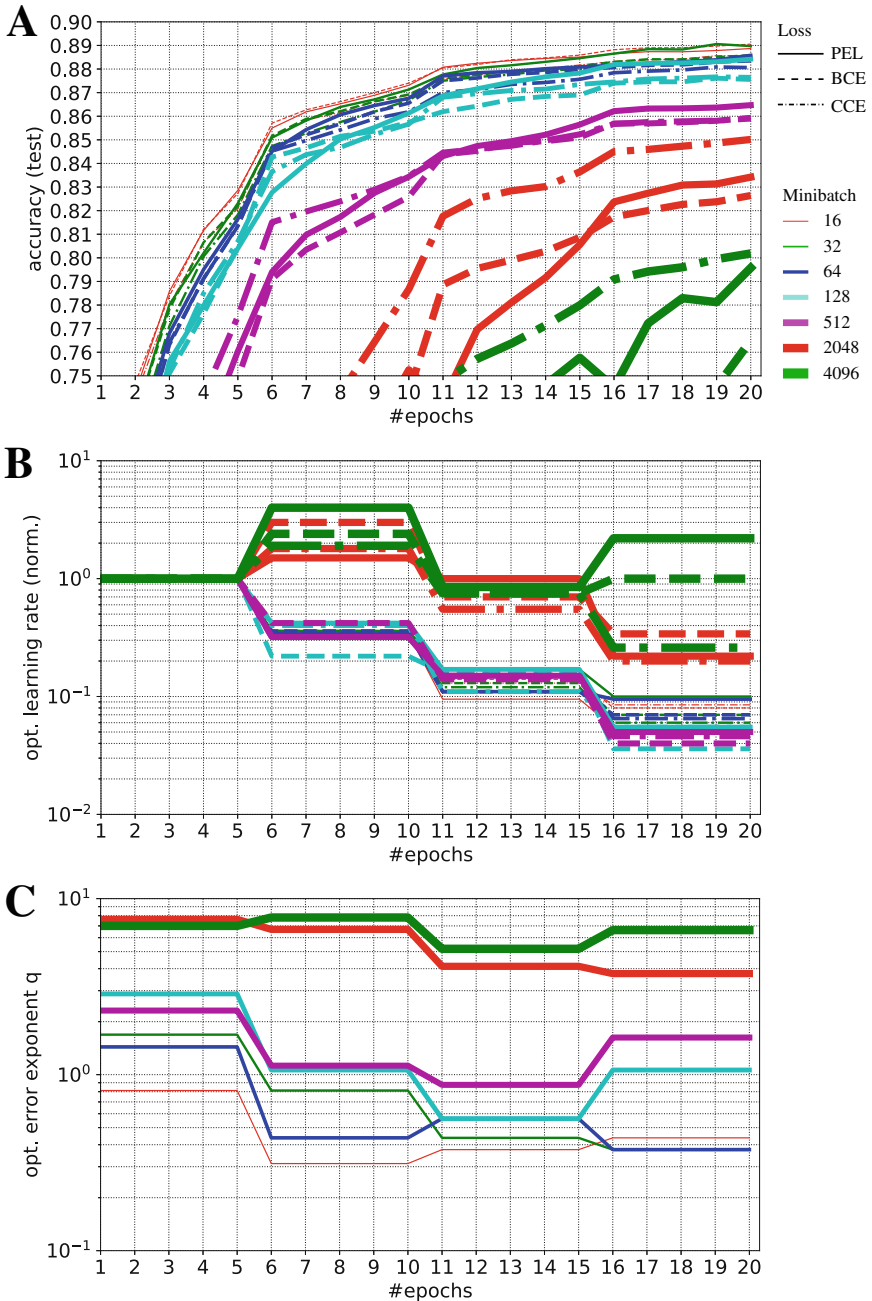 A
0.90
0.89
0.88
0.87
0.86
0.85
0.84
0.83
0.82
0.81
0.80
0.79
0.78
0.77
0.76
0.75
accuracy (test)
1 2 3 4 5 6 7 8 9 10 11 12 13 14 15 16 17 18 19 20
#epochs
Loss
PEL
BCE
CCE
Minibatch
16
32
64
128
512
2048
4096
B
10^1
10^0
10^-1
10^-2
opt. learning rate (norm.)
1 2 3 4 5 6 7 8 9 10 11 12 13 14 15 16 17 18 19 20
#epochs
C
10^1
10^0
10^-1
opt. error exponent q
1 2 3 4 5 6 7 8 9 10 11 12 13 14 15 16 17 18 19 20
#epochs